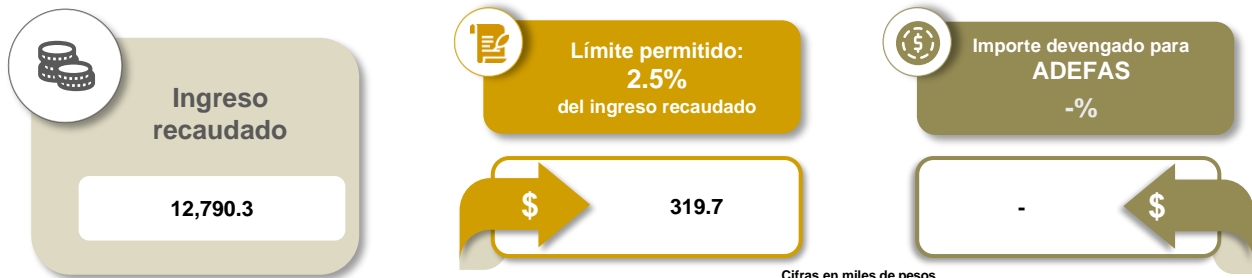 Ingreso
recaudado
12,790.3
Límite permitido:
2.5%
del ingreso recaudado
$
319.7
Importe devengado para
ADEFAS
-%
-
$
Cifras en miles de pesos